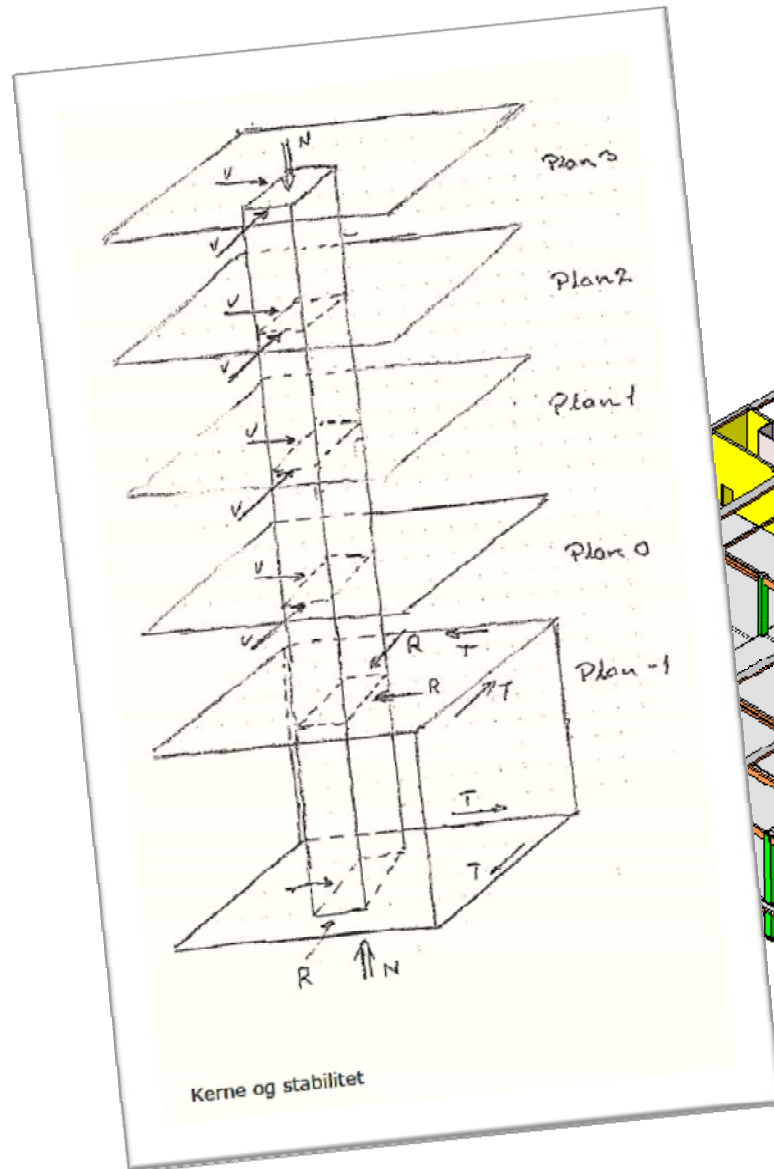 N
V
Plan 3
V
V
Plan 2
V
V
Plan 1
V
V
Plan 0
V
R
T
Plan -1
R
T
T
T
R
N
Kerne og stabilitet